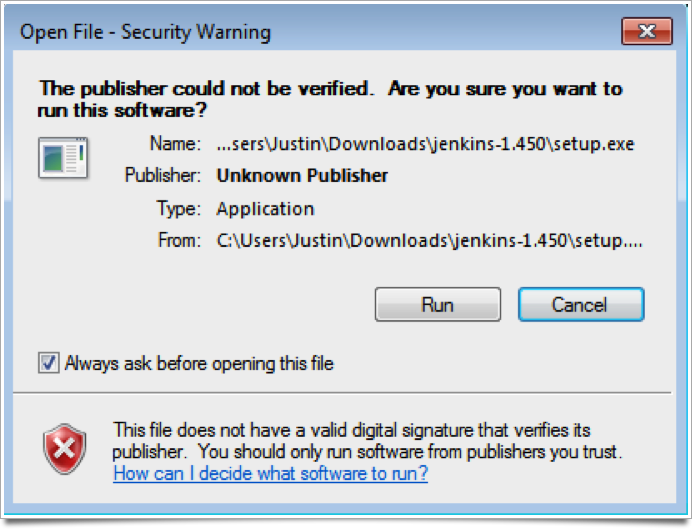 Open File - Security Warning
The publisher could not be verified. Are you sure you want to
run this software?
Name: ...sers\Justin\Downloads\jenkins-1.450\setup.exe
Publisher: Unknown Publisher
Type: Application
From: C:\Users\Justin\Downloads\jenkins-1.450\setup....
Run Cancel
Always ask before opening this file
This file does not have a valid digital signature that verifies its
publisher. You should only run software from publishers you trust.
How can I decide what software to run?